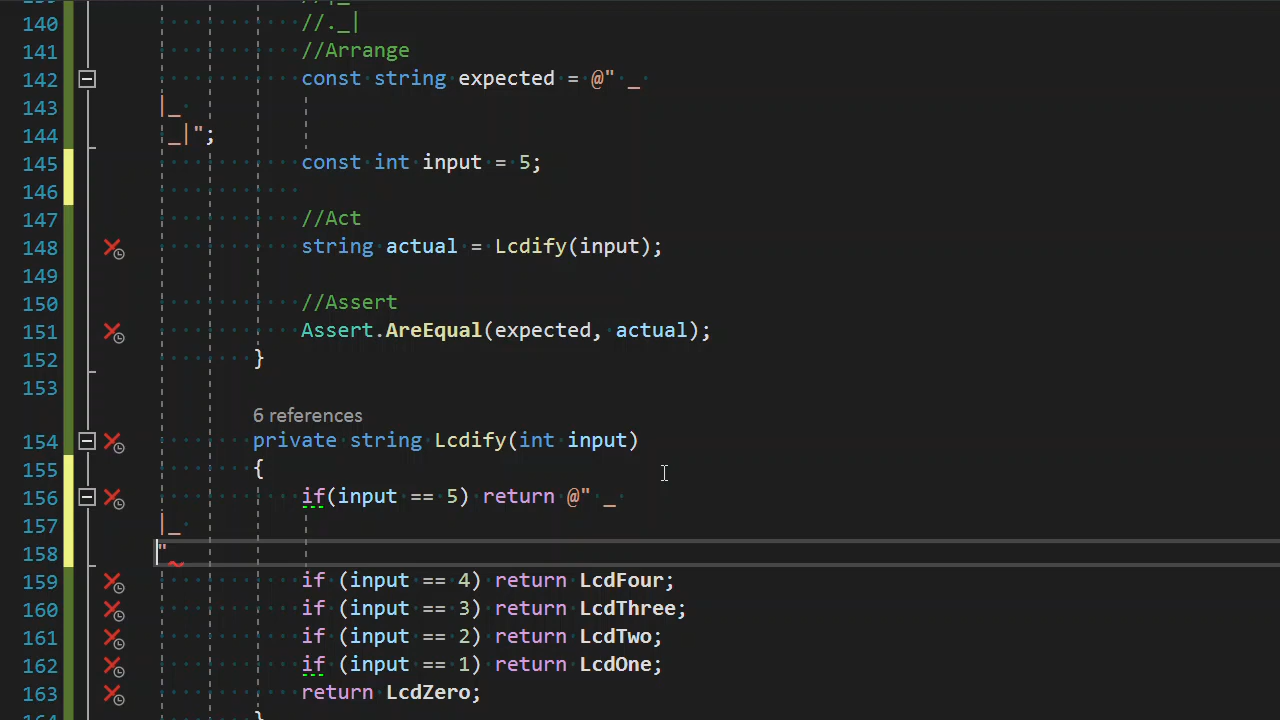 140 //._|
141 //Arrange
142 const string expected = @" _ 
143 |_ 
144  _|";
145 const int input = 5;
146
147 //Act
148 string actual = Lcdify(input);
149
150 //Assert
151 Assert.AreEqual(expected, actual);
152 }
153
6 references
154 private string Lcdify(int input)
155 {
156 if(input == 5) return @" _ 
157 |_ 
158 "
159 if (input == 4) return LcdFour;
160 if (input == 3) return LcdThree;
161 if (input == 2) return LcdTwo;
162 if (input == 1) return LcdOne;
163 return LcdZero;